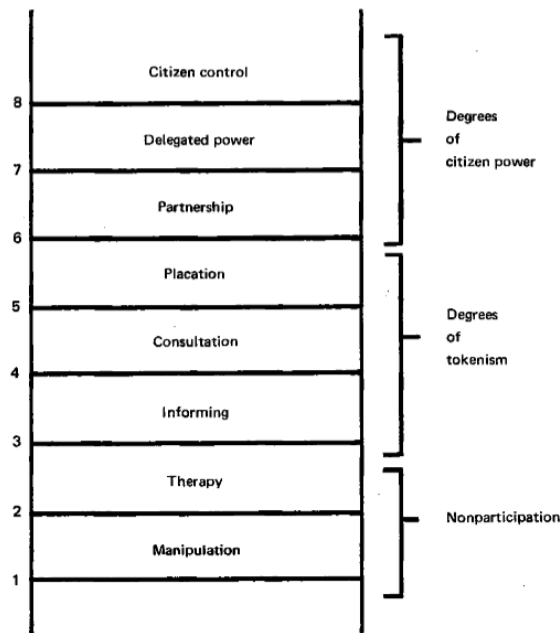 Citizen control
8
Delegated power
7
Partnership
6
Placation
5
Consultation
4
Informing
3
Therapy
2
Manipulation
1
Degrees
of
citizen power
Degrees
of
tokenism
Nonparticipation